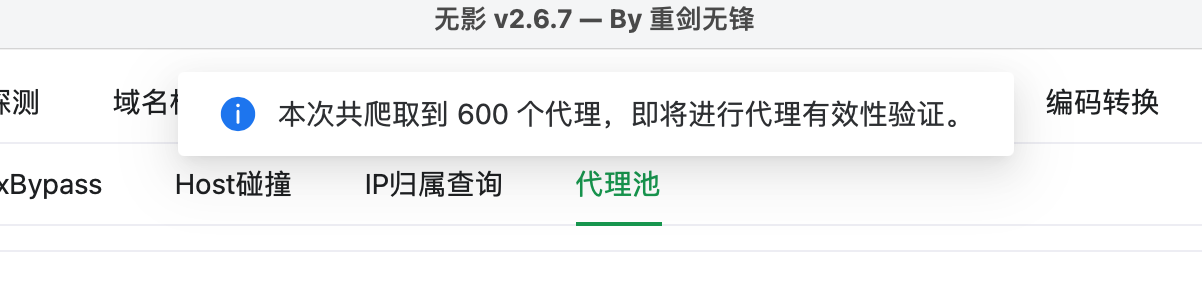 无影 v2.6.7 — By 重剑无锋
探测 域名 编码转换
本次共爬取到 600 个代理，即将进行代理有效性验证。
xBypass Host碰撞 IP归属查询 代理池